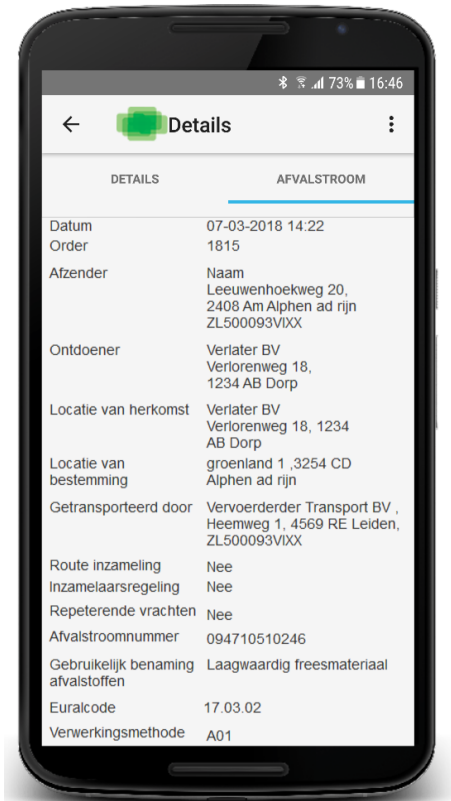 73% 16:46
Details
DETAILS AFVALSTROOM
Datum 07-03-2018 14:22
Order 1815
Afzender Naam
Leeuwenhoekweg 20,
2408 Am Alphen ad rijn
ZL500093VIXX
Ontdoener Verlater BV
Verlorenweg 18,
1234 AB Dorp
Locatie van herkomst Verlater BV
Verlorenweg 18, 1234
AB Dorp
Locatie van groenland 1 ,3254 CD
bestemming Alphen ad rijn
Getransporteerd door Vervoerderder Transport BV ,
Heemweg 1, 4569 RE Leiden,
ZL500093VIXX
Route inzameling Nee
Inzamelaarsregeling Nee
Repeterende vrachten Nee
Afvalstroomnummer 094710510246
Gebruikelijk benaming Laagwaardig freesmateriaal
afvalstoffen
Euralcode 17.03.02
Verwerkingsmethode A01